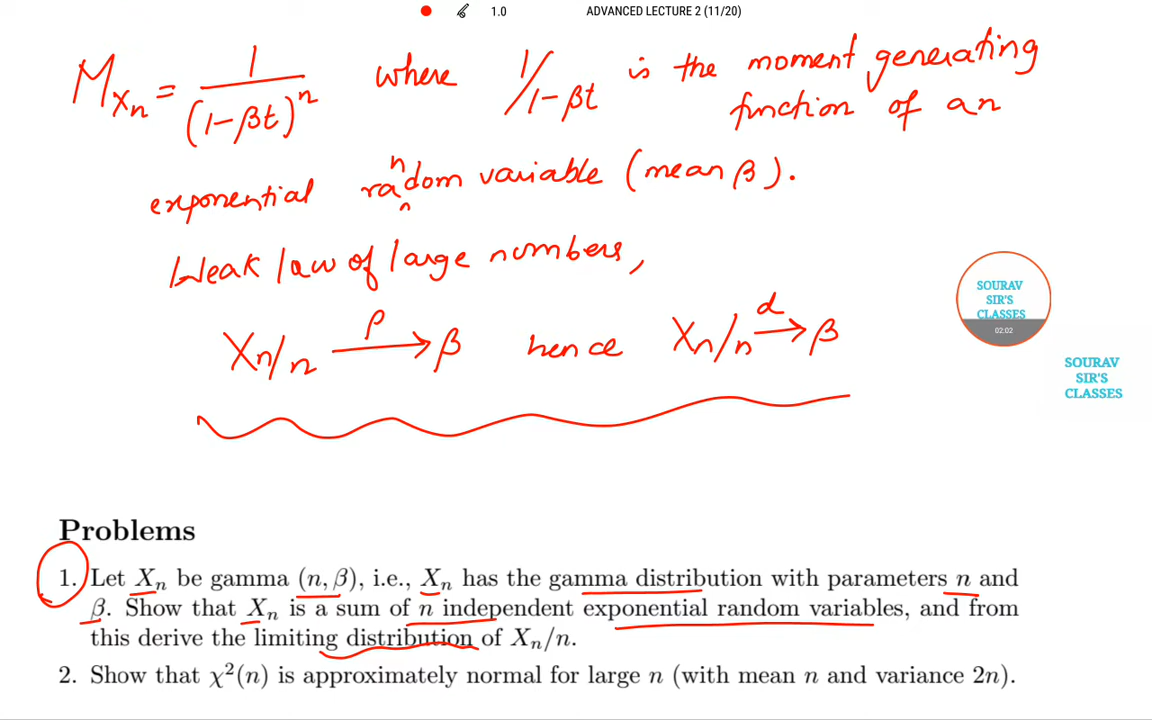 1.0 ADVANCED LECTURE 2 (11/20)
M_{X_n} = 1/(1-βt)^n where 1/1-βt is the moment generating
function of an
exponential random variable (mean β).
Weak law of large numbers,
X_n/n →^p β hence X_n/n →^d β
SOURAV
SIR'S
CLASSES
02:02
SOURAV
SIR'S
CLASSES
Problems
1. Let X_n be gamma (n, β), i.e., X_n has the gamma distribution with parameters n and
β. Show that X_n is a sum of n independent exponential random variables, and from
this derive the limiting distribution of X_n/n.
2. Show that χ²(n) is approximately normal for large n (with mean n and variance 2n).